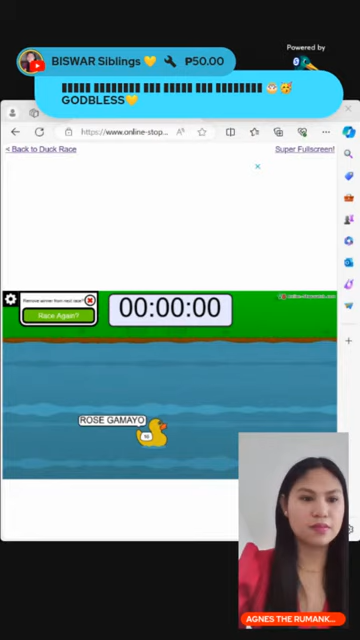 Powered by
BISWAR Siblings 💛 🔧 ₱50.00
GODBLESS💛
https://www.online-stop...
< Back to Duck Race
Super Fullscreen!
Remove winner from next race?
Race Again?
00:00:00
ROSE GAMAYO
AGNES THE RUMANK...